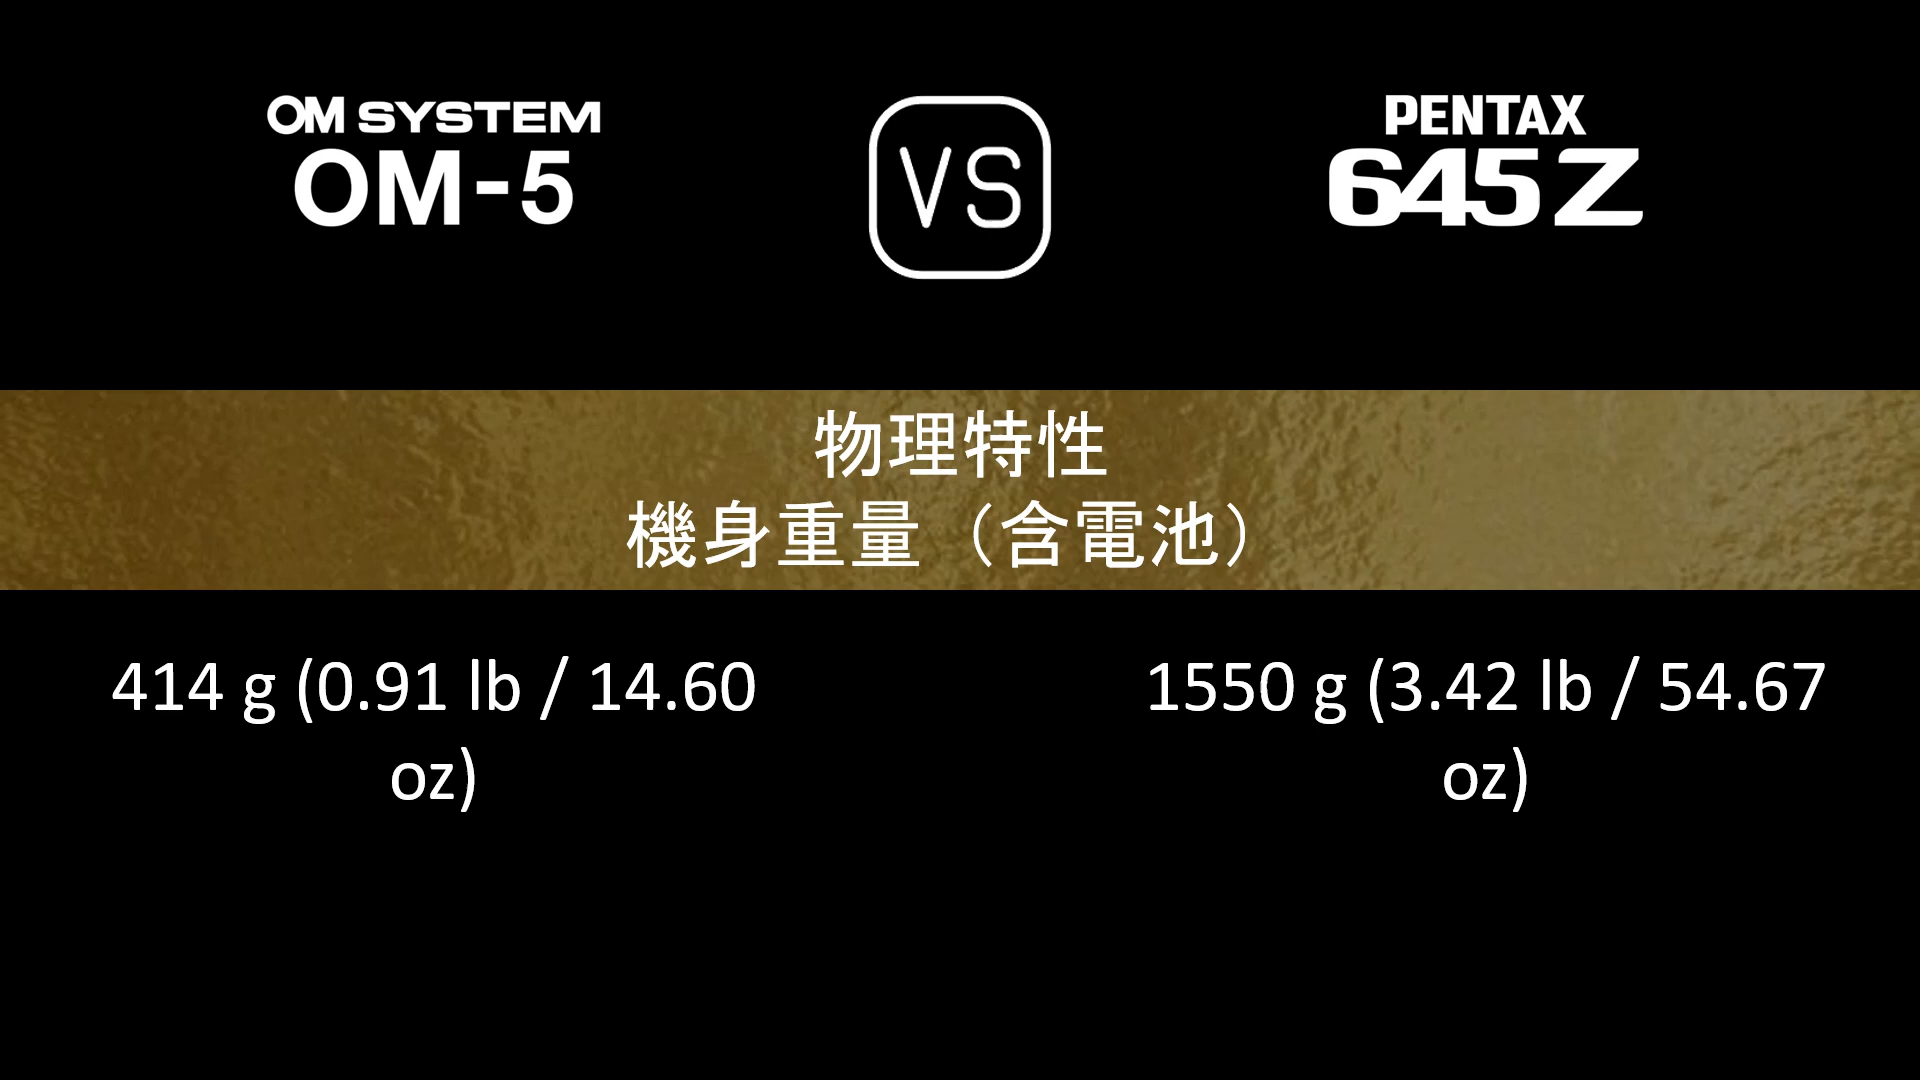 OM SYSTEM
OM-5
VS
PENTAX
645Z
物理特性
機身重量（含電池）
414 g (0.91 lb / 14.60
oz)
1550 g (3.42 lb / 54.67
oz)